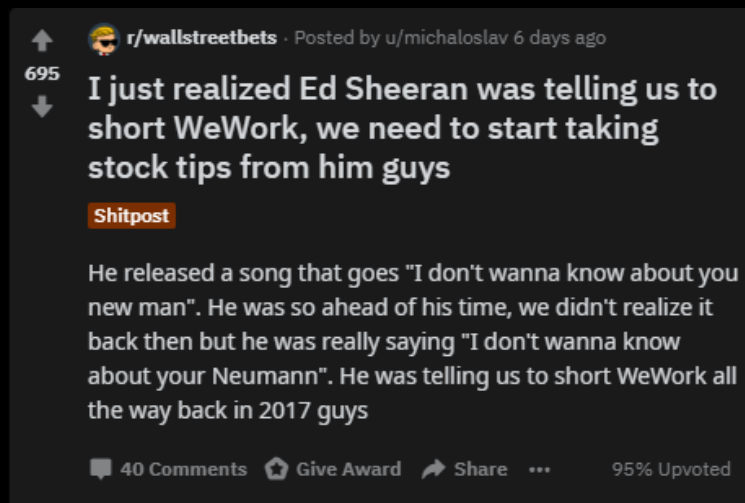 r/wallstreetbets · Posted by u/michaloslav 6 days ago
695
I just realized Ed Sheeran was telling us to
short WeWork, we need to start taking
stock tips from him guys
Shitpost
He released a song that goes "I don't wanna know about you
new man". He was so ahead of his time, we didn't realize it
back then but he was really saying "I don't wanna know
about your Neumann". He was telling us to short WeWork all
the way back in 2017 guys
40 Comments Give Award Share ••• 95% Upvoted